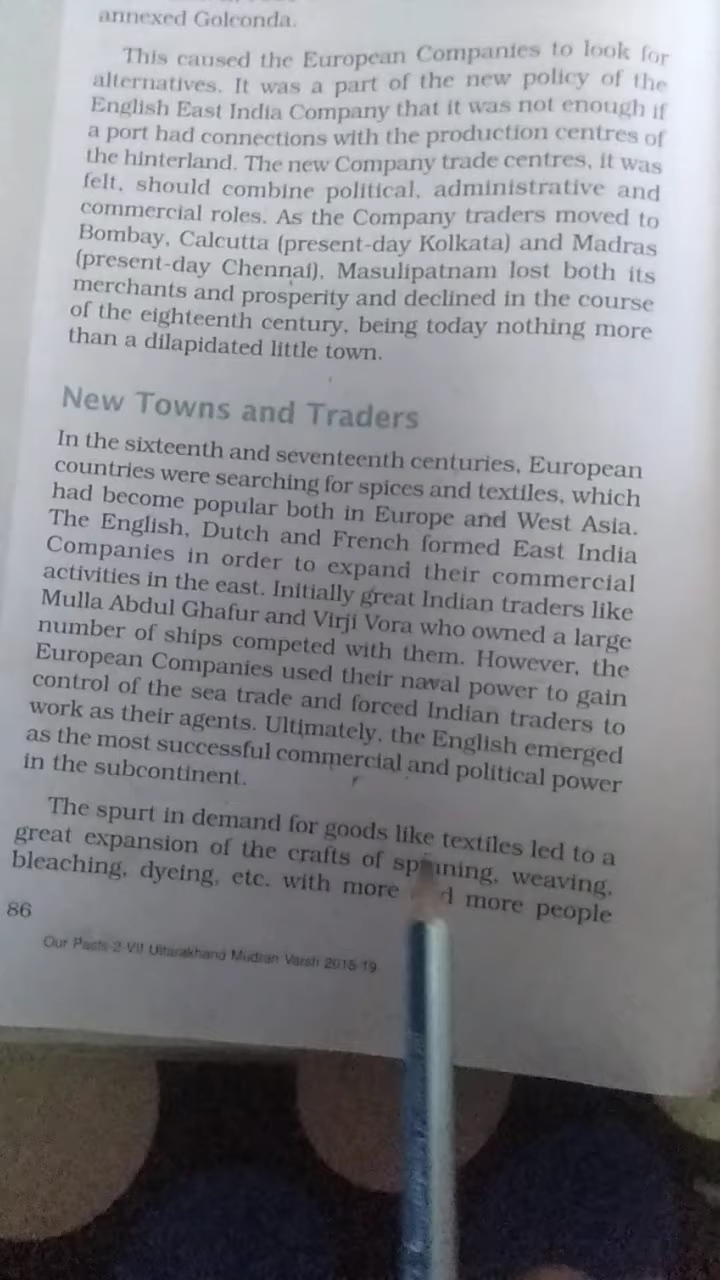 annexed Golconda.
This caused the European Companies to look for
alternatives. It was a part of the new policy of the
English East India Company that it was not enough if
a port had connections with the production centres of
the hinterland. The new Company trade centres, it was
felt, should combine political, administrative and
commercial roles. As the Company traders moved to
Bombay, Calcutta (present-day Kolkata) and Madras
(present-day Chennai), Masulipatnam lost both its
merchants and prosperity and declined in the course
of the eighteenth century, being today nothing more
than a dilapidated little town.
New Towns and Traders
In the sixteenth and seventeenth centuries, European
countries were searching for spices and textiles, which
had become popular both in Europe and West Asia.
The English, Dutch and French formed East India
Companies in order to expand their commercial
activities in the east. Initially great Indian traders like
Mulla Abdul Ghafur and Virji Vora who owned a large
number of ships competed with them. However, the
European Companies used their naval power to gain
control of the sea trade and forced Indian traders to
work as their agents. Ultimately, the English emerged
as the most successful commercial and political power
in the subcontinent.
The spurt in demand for goods like textiles led to a
great expansion of the crafts of spinning, weaving,
bleaching, dyeing, etc. with more and more people
86
Our Pasts-2-VII Uttarakhand Mudran Varsh 2018-19